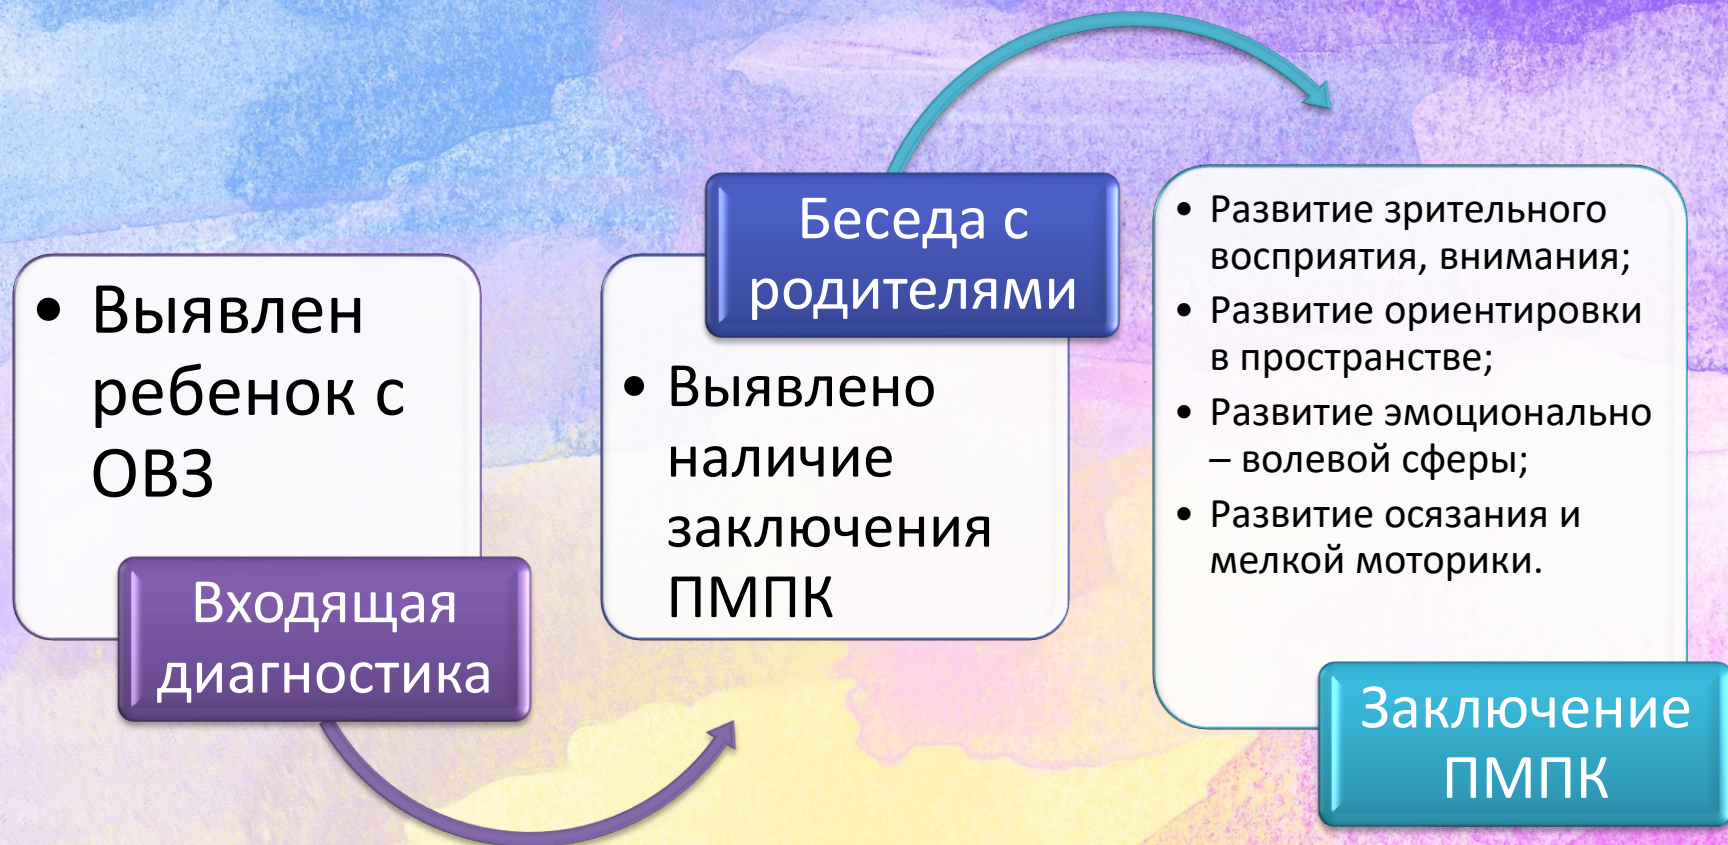 • Выявлен
ребенок с
ОВЗ
Входящая
диагностика
Беседа с
родителями
• Выявлено
наличие
заключения
ПМПК
• Развитие зрительного
восприятия, внимания;
• Развитие ориентировки
в пространстве;
• Развитие эмоционально
– волевой сферы;
• Развитие осязания и
мелкой моторики.
Заключение
ПМПК